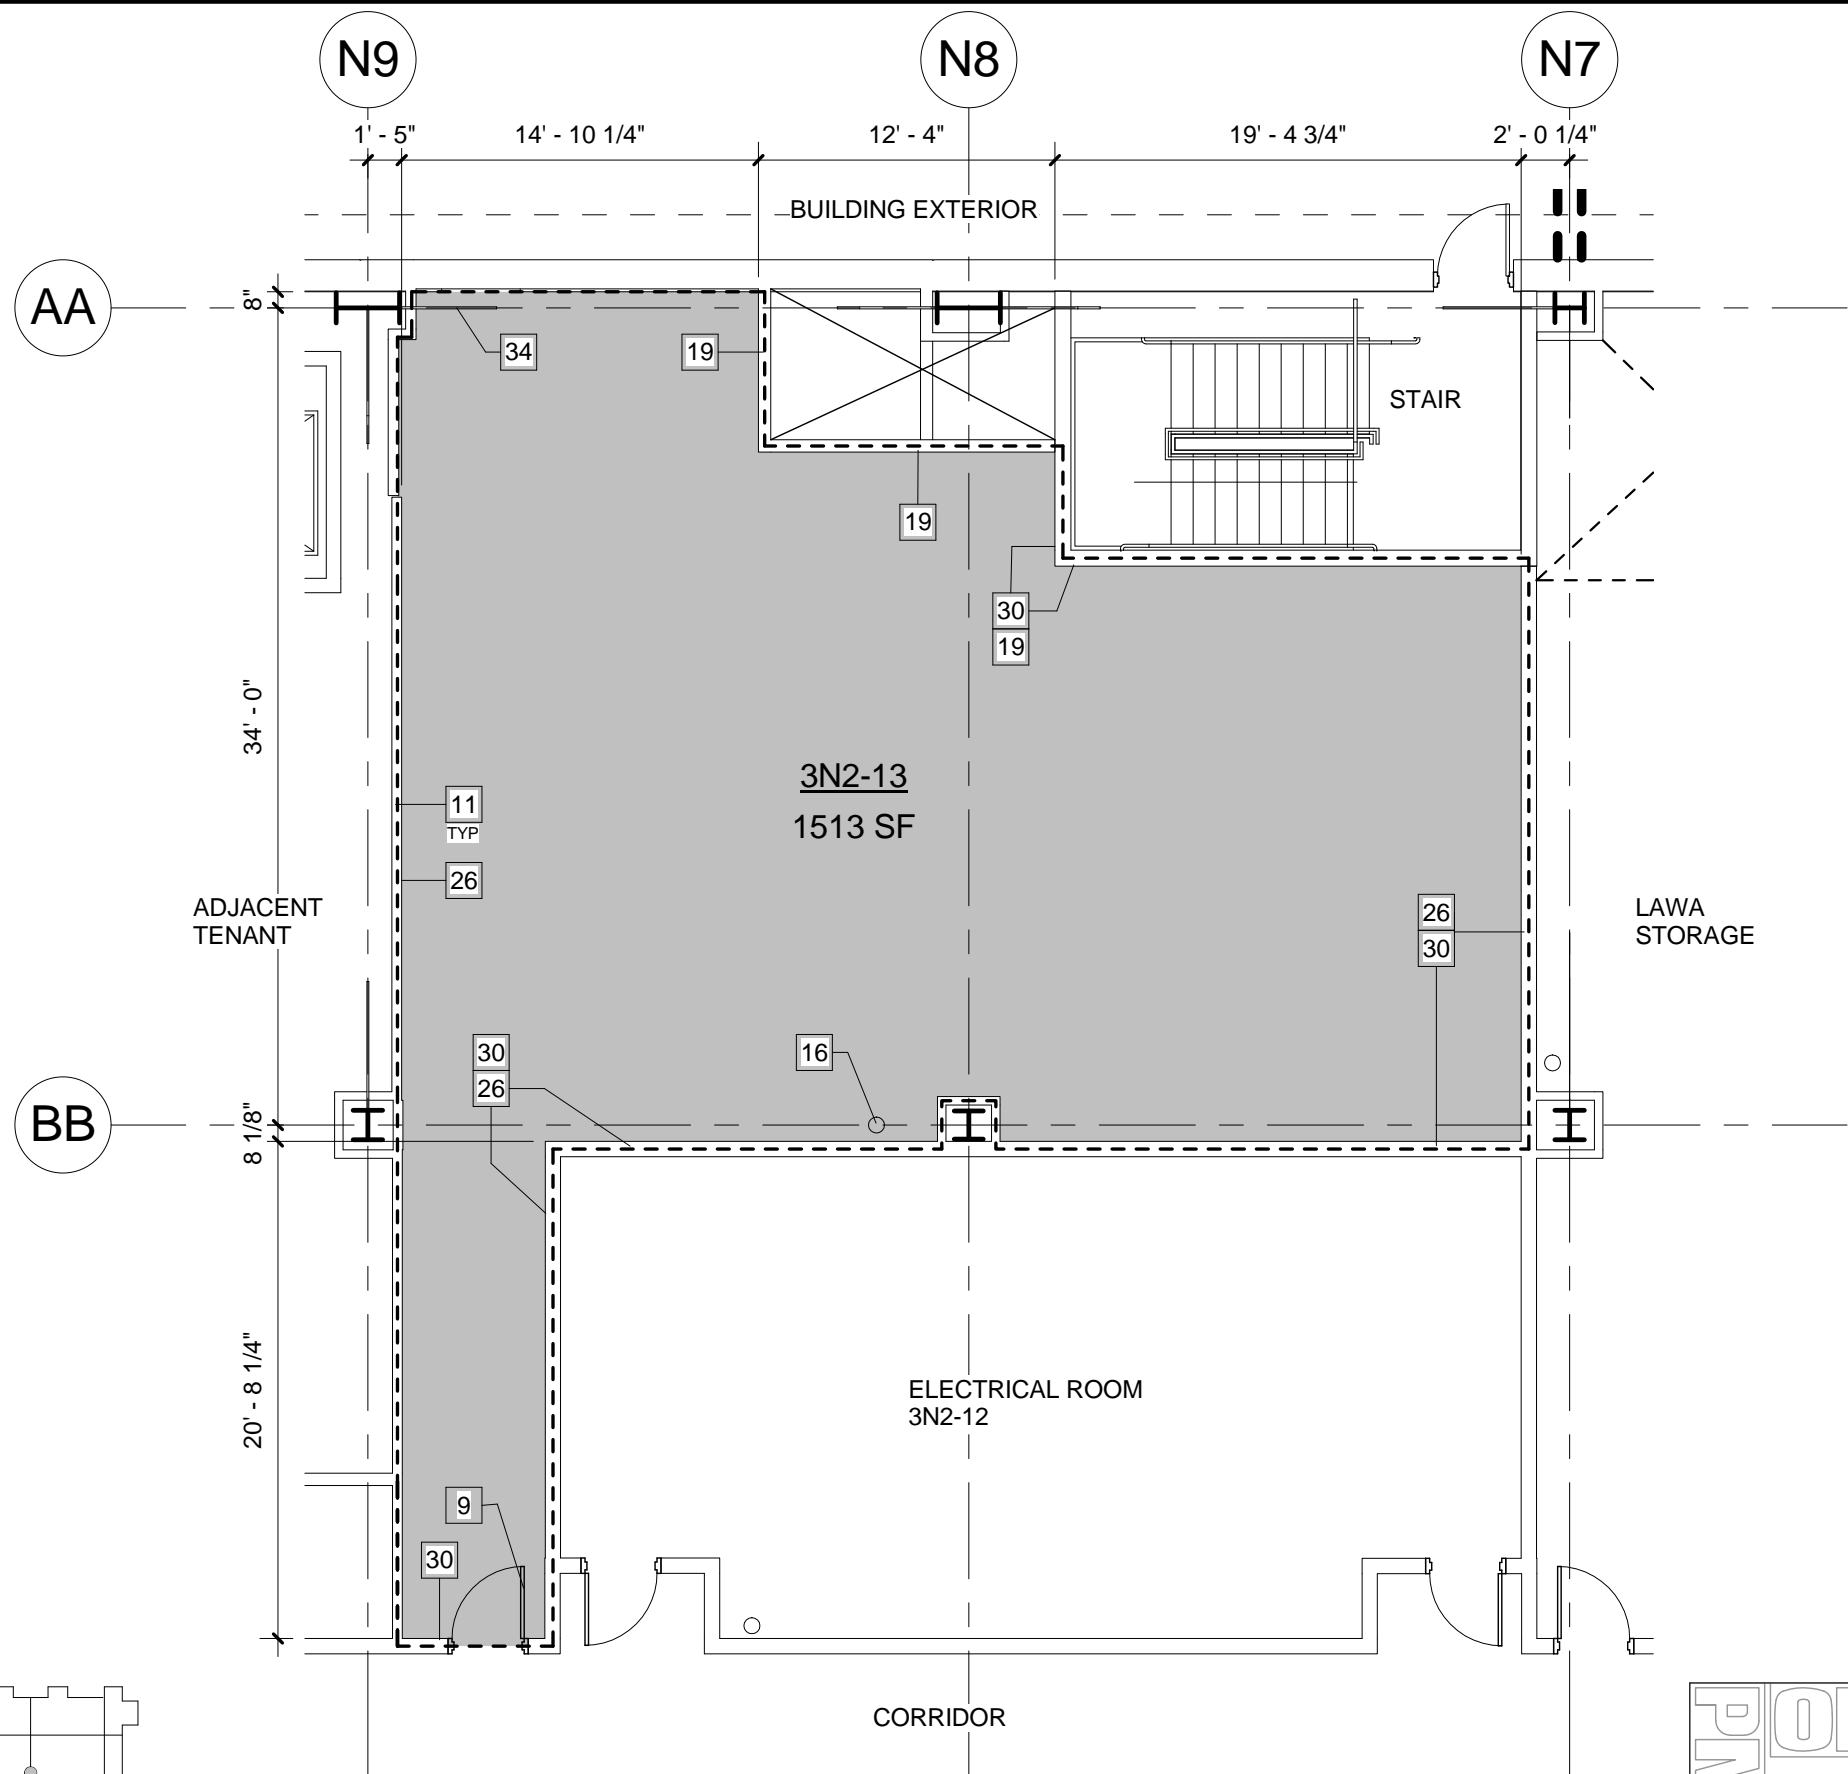 N9
N8
N7
1' - 5"
14' - 10 1/4"
12' - 4"
19' - 4 3/4"
2' - 0 1/4"
BUILDING EXTERIOR
AA
8"
34
19
STAIR
19
30
19
34' - 0"
3N2-13
1513 SF
11
TYP
26
ADJACENT
TENANT
26
30
LAWA
STORAGE
30
26
16
BB
8 1/8"
20' - 8 1/4"
ELECTRICAL ROOM
3N2-12
9
30
CORRIDOR